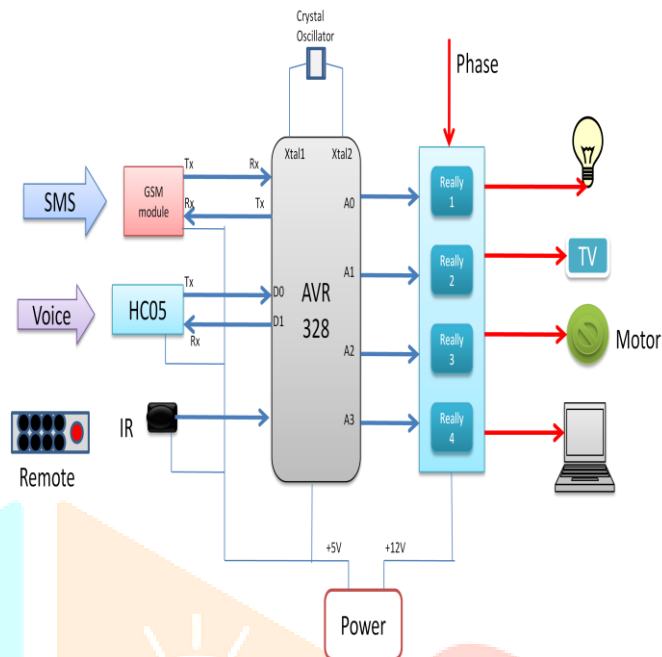 Crystal
Oscillator
Phase
Xtal1
Xtal2
Tx
Rx
SMS
GSM
module
Rx
Tx
A0
Really
1
TV
Tx
Voice
HC05
D0
D1
Rx
AVR
328
A1
Really
2
A2
Really
3
Motor
Remote
IR
A3
Really
4
+5V
+12V
Power